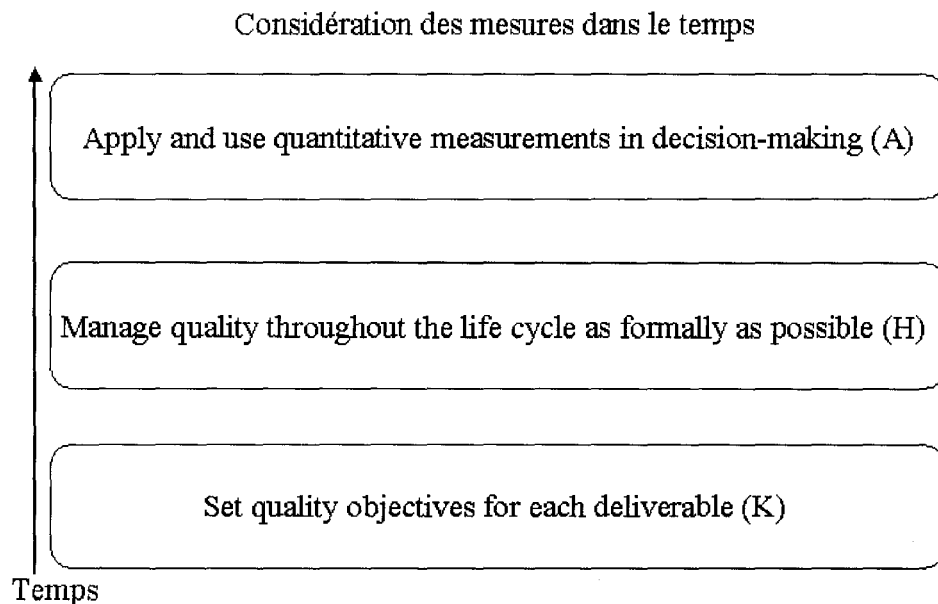 Considération des mesures dans le temps
Apply and use quantitative measurements in decision-making (A)
Manage quality throughout the life cycle as formally as possible (H)
Set quality objectives for each deliverable (K)
Temps